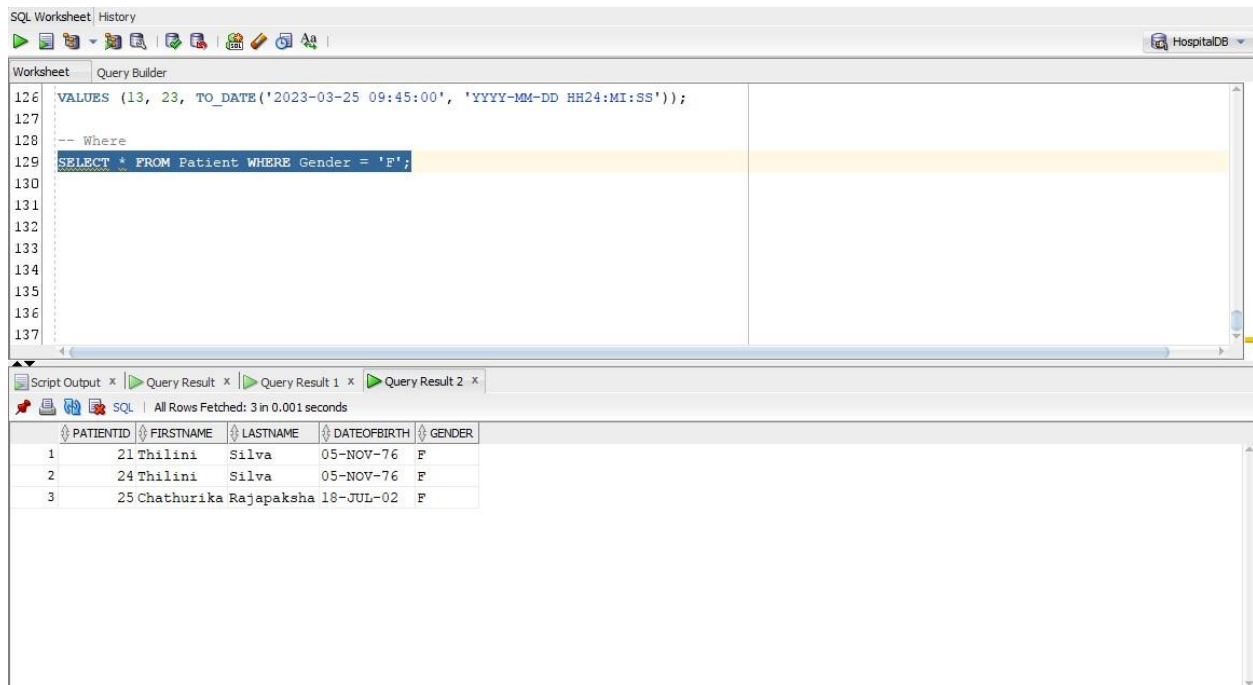 SQL Worksheet History
HospitalDB
Worksheet Query Builder
126 VALUES (13, 23, TO_DATE('2023-03-25 09:45:00', 'YYYY-MM-DD HH24:MI:SS'));
127
128 -- Where
129 SELECT * FROM Patient WHERE Gender = 'F';
130
131
132
133
134
135
136
137
Script Output x Query Result x Query Result 1 x Query Result 2 x
SQL | All Rows Fetched: 3 in 0.001 seconds
PATIENTID FIRSTNAME LASTNAME DATEOFBIRTH GENDER
1 21 Thilini Silva 05-NOV-76 F
2 24 Thilini Silva 05-NOV-76 F
3 25 Chathurika Rajapaksha 18-JUL-02 F